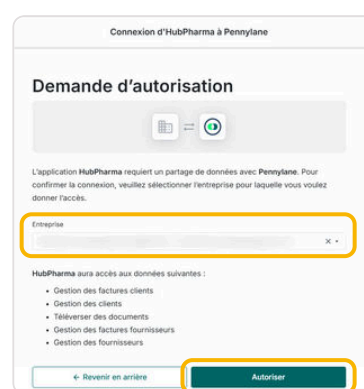 Connexion d'HubPharma à Pennylane
Demande d'autorisation
L'application HubPharma requiert un partage de données avec Pennylane. Pour
confirmer la connexion, veuillez sélectionner l'entreprise pour laquelle vous voulez
donner l'accès.
Entreprise
HubPharma aura accès aux données suivantes :
• Gestion des factures clients
• Gestion des clients
• Téléverser des documents
• Gestion des factures fournisseurs
• Gestion des fournisseurs
← Revenir en arrière
Autoriser